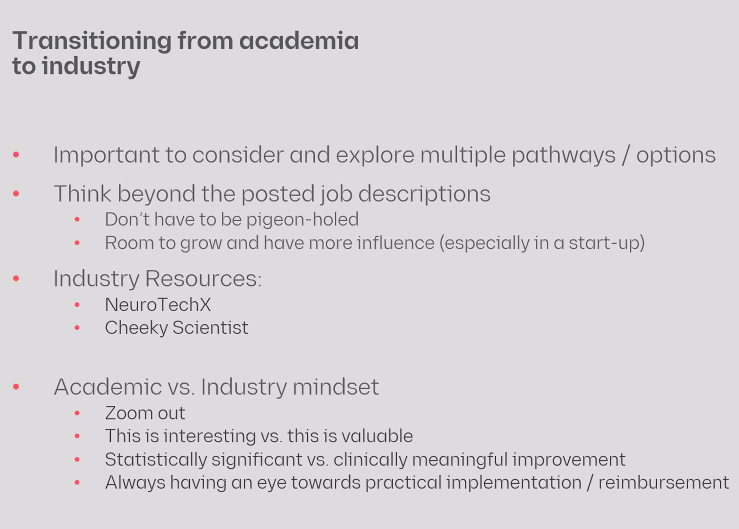 Transitioning from academia
to industry
• Important to consider and explore multiple pathways / options
• Think beyond the posted job descriptions
• Don't have to be pigeon-holed
• Room to grow and have more influence (especially in a start-up)
• Industry Resources:
• NeuroTechX
• Cheeky Scientist
• Academic vs. Industry mindset
• Zoom out
• This is interesting vs. this is valuable
• Statistically significant vs. clinically meaningful improvement
• Always having an eye towards practical implementation / reimbursement